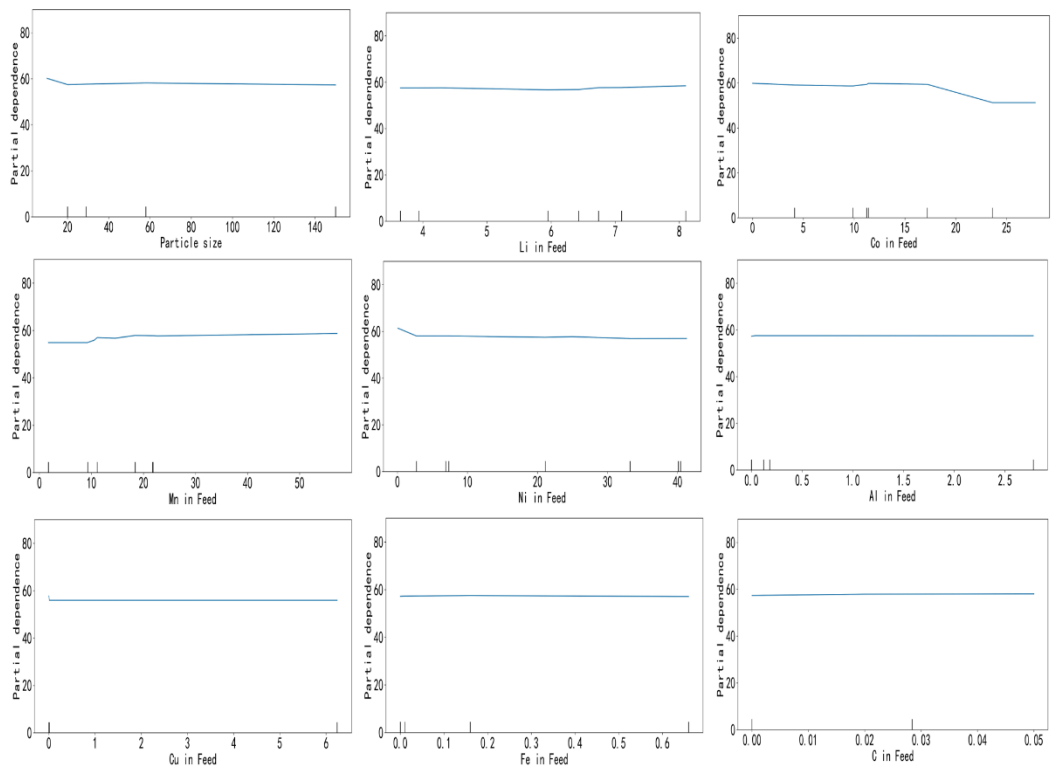 Partial dependence
80
60
40
20
0
20 40 60 80 100 120 140
Particle size
Partial dependence
80
60
40
20
0
4 5 6 7 8
Li in Feed
Partial dependence
80
60
40
20
0
0 5 10 15 20 25
Co in Feed
Partial dependence
80
60
40
20
0
0 10 20 30 40 50
Mn in Feed
Partial dependence
80
60
40
20
0
0 10 20 30 40
Ni in Feed
Partial dependence
80
60
40
20
0
0.0 0.5 1.0 1.5 2.0 2.5
Al in Feed
Partial dependence
80
60
40
20
0
0 1 2 3 4 5 6
Cu in Feed
Partial dependence
80
60
40
20
0
0.0 0.1 0.2 0.3 0.4 0.5 0.6
Fe in Feed
Partial dependence
80
60
40
20
0
0.00 0.01 0.02 0.03 0.04 0.05
C in Feed